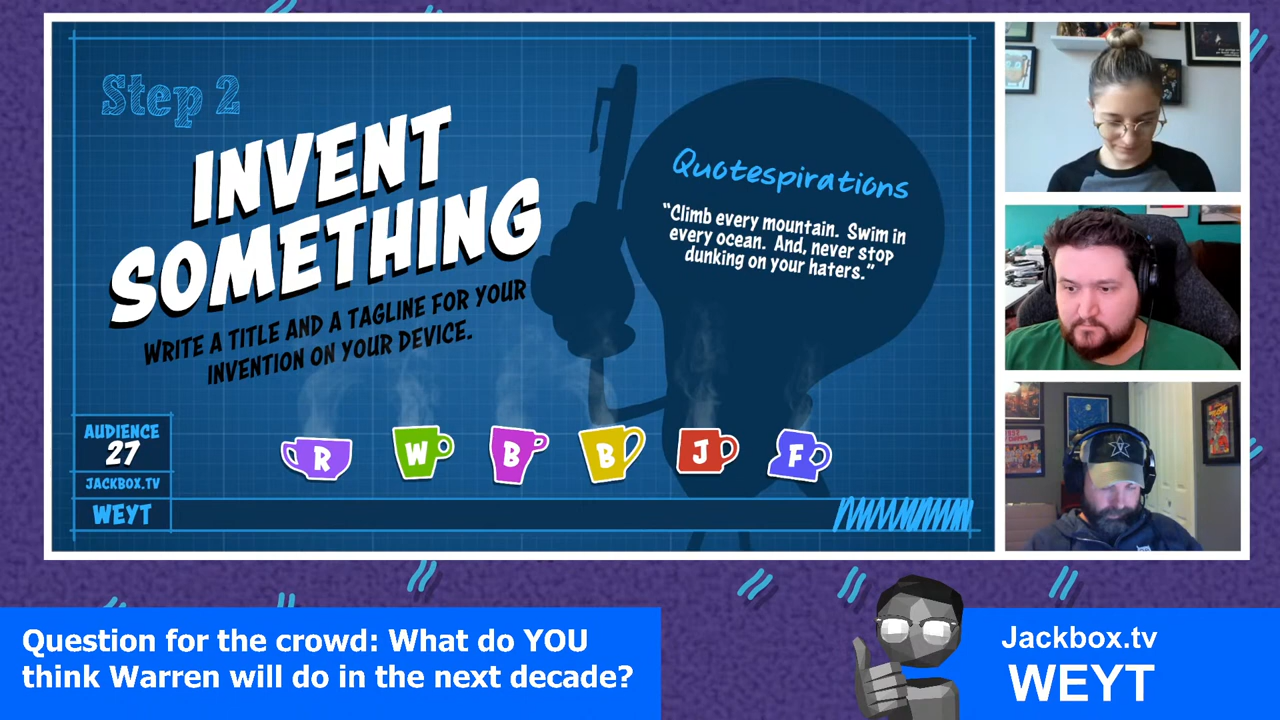 Step 2
INVENT
SOMETHING
WRITE A TITLE AND A TAGLINE FOR YOUR
INVENTION ON YOUR DEVICE.
Quotespirations
"Climb every mountain. Swim in
every ocean. And, never stop
dunking on your haters."
R W B B J F
AUDIENCE
27
JACKBOX.TV
WEYT
Question for the crowd: What do YOU
think Warren will do in the next decade?
Jackbox.tv
WEYT